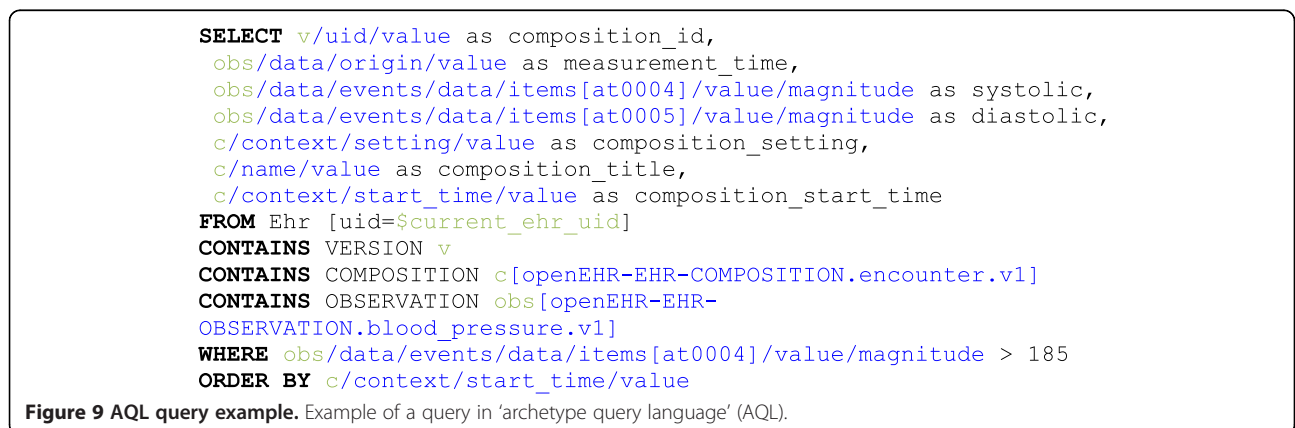 SELECT v/uid/value as composition_id,
obs/data/origin/value as measurement_time,
obs/data/events/data/items[at0004]/value/magnitude as systolic,
obs/data/events/data/items[at0005]/value/magnitude as diastolic,
c/context/setting/value as composition_setting,
c/name/value as composition_title,
c/context/start_time/value as composition_start_time
FROM Ehr [uid=$current_ehr_uid]
CONTAINS VERSION v
CONTAINS COMPOSITION c[openEHR-EHR-COMPOSITION.encounter.v1]
CONTAINS OBSERVATION obs[openEHR-EHR-
OBSERVATION.blood_pressure.v1]
WHERE obs/data/events/data/items[at0004]/value/magnitude > 185
ORDER BY c/context/start_time/value
Figure 9 AQL query example. Example of a query in ‘archetype query language’ (AQL).